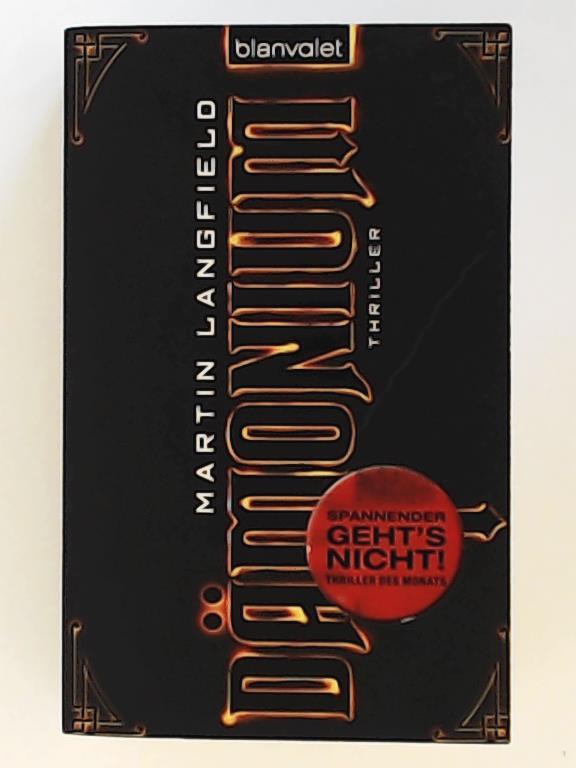 blanvalet
MARTIN LANGFIELD
DÄMONIUM
THRILLER
SPANNENDER
GEHT'S
NICHT!
THRILLER DES MONATS